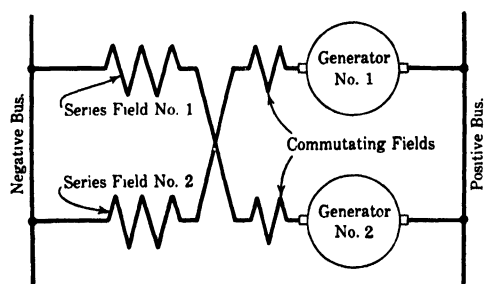 Negative Bus.
Series Field No. 1
Series Field No. 2
Generator
No. 1
Commutating Fields
Generator
No. 2
Positive Bus.